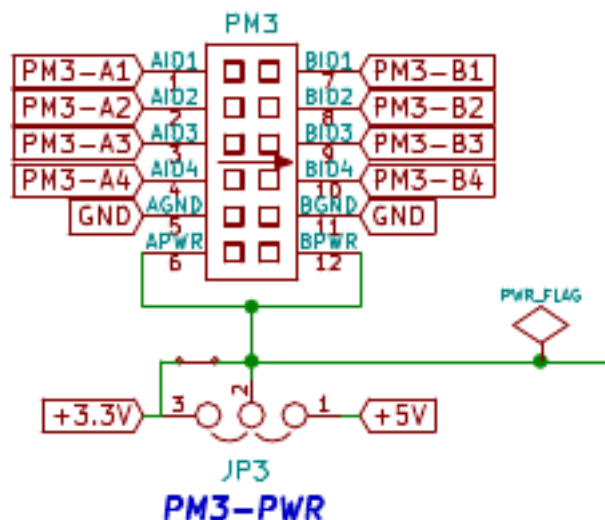 PM3
PM3-A1 AIO1 1 BIO1 7 PM3-B1
PM3-A2 AIO2 2 BIO2 8 PM3-B2
PM3-A3 AIO3 3 BIO3 9 PM3-B3
PM3-A4 AIO4 4 BIO4 10 PM3-B4
GND AGND 5 BGND 11 GND
APWR 6 BPWR 12
PWR_FLAG
+3.3V 3 2 1 +5V
JP3
PM3-PWR